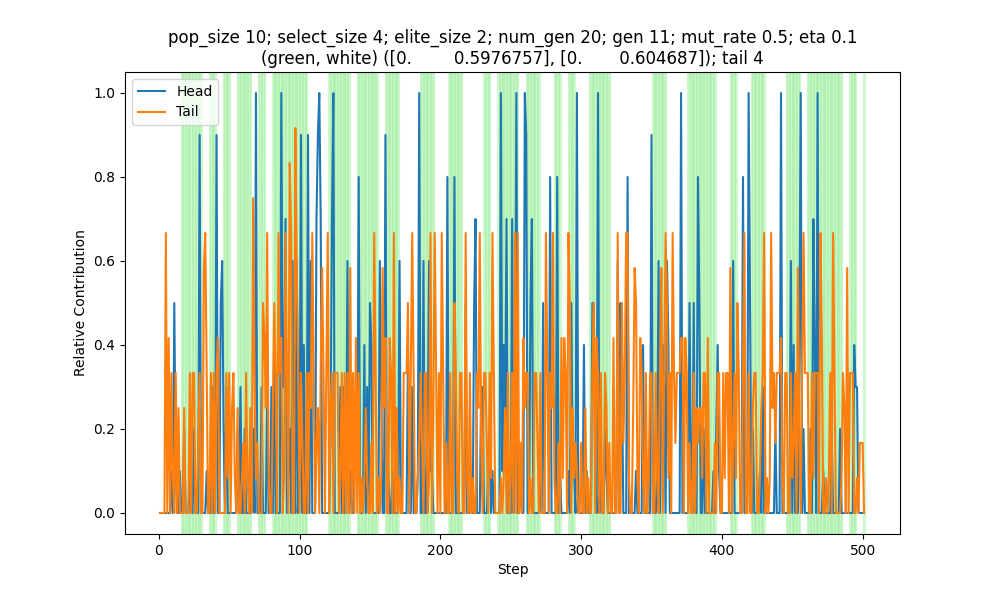 pop_size 10; select_size 4; elite_size 2; num_gen 20; gen 11; mut_rate 0.5; eta 0.1
(green, white) ([0. 0.5976757], [0. 0.604687]); tail 4
Head
Tail
1.0
0.8
0.6
0.4
0.2
0.0
Relative Contribution
0 100 200 300 400 500
Step